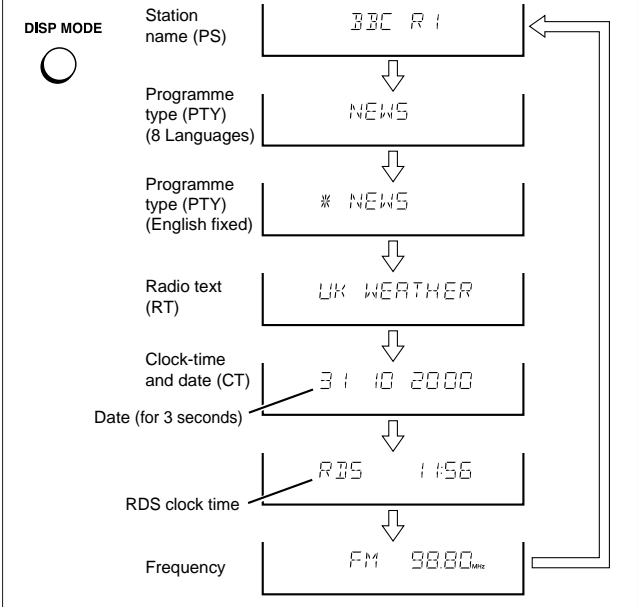 DISP MODE
Station
name (PS)
BBC R1
Programme
type (PTY)
(8 Languages)
NEWS
Programme
type (PTY)
(English fixed)
* NEWS
Radio text
(RT)
UK WEATHER
Clock-time
and date (CT)
31 10 2000
Date (for 3 seconds)
RDS 11:56
RDS clock time
Frequency
FM 98.80 MHz